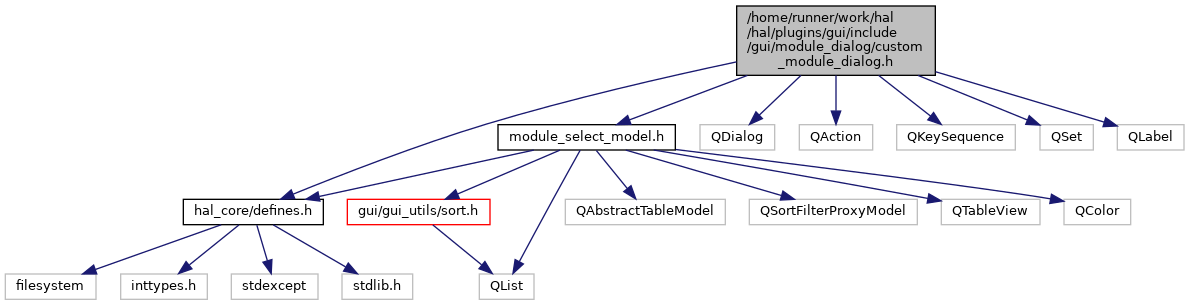 /home/runner/work/hal
/hal/plugins/gui/include
/gui/module_dialog/custom
_module_dialog.h
module_select_model.h
QDialog
QAction
QKeySequence
QSet
QLabel
hal_core/defines.h
gui/gui_utils/sort.h
QAbstractTableModel
QSortFilterProxyModel
QTableView
QColor
filesystem
inttypes.h
stdexcept
stdlib.h
QList